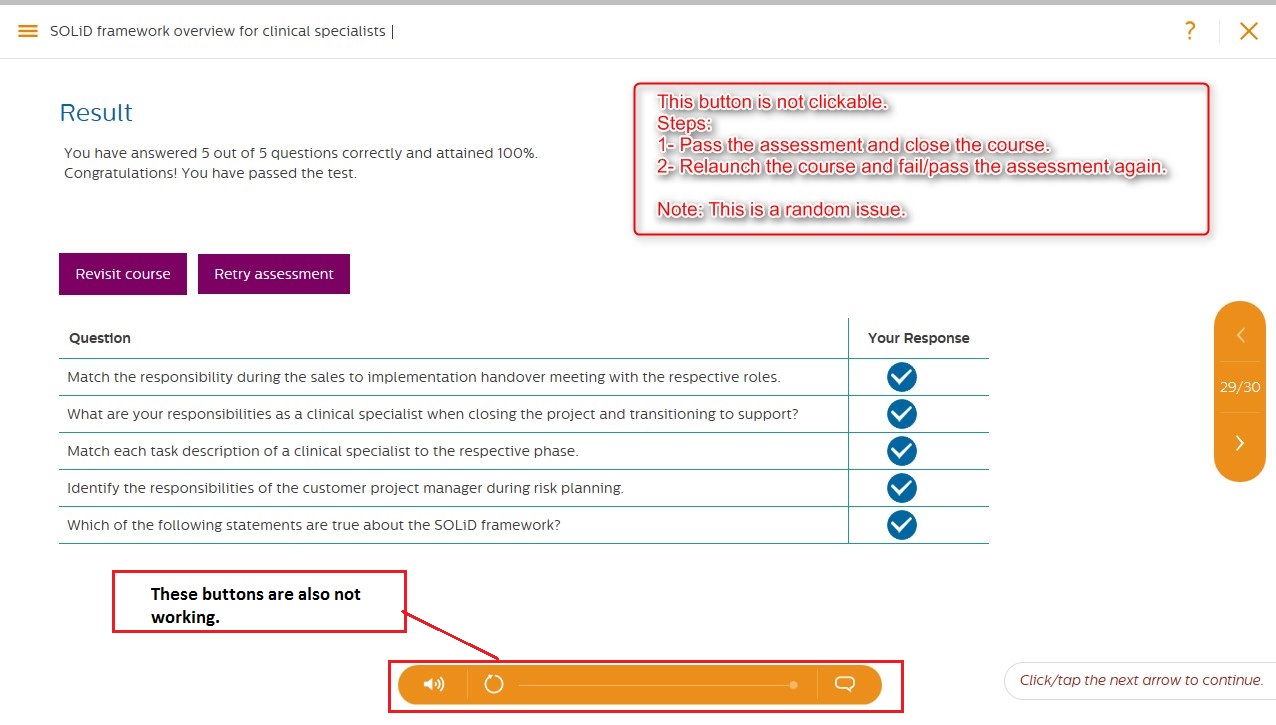 SOLiD framework overview for clinical specialists |
?
Result
This button is not clickable.
Steps:
1- Pass the assessment and close the course.
2- Relaunch the course and fail/pass the assessment again.
Note: This is a random issue.
You have answered 5 out of 5 questions correctly and attained 100%.
Congratulations! You have passed the test.
Revisit course
Retry assessment
Question
Your Response
Match the responsibility during the sales to implementation handover meeting with the respective roles.
What are your responsibilities as a clinical specialist when closing the project and transitioning to support?
Match each task description of a clinical specialist to the respective phase.
Identify the responsibilities of the customer project manager during risk planning.
Which of the following statements are true about the SOLiD framework?
29/30
These buttons are also not
working.
Click/tap the next arrow to continue.